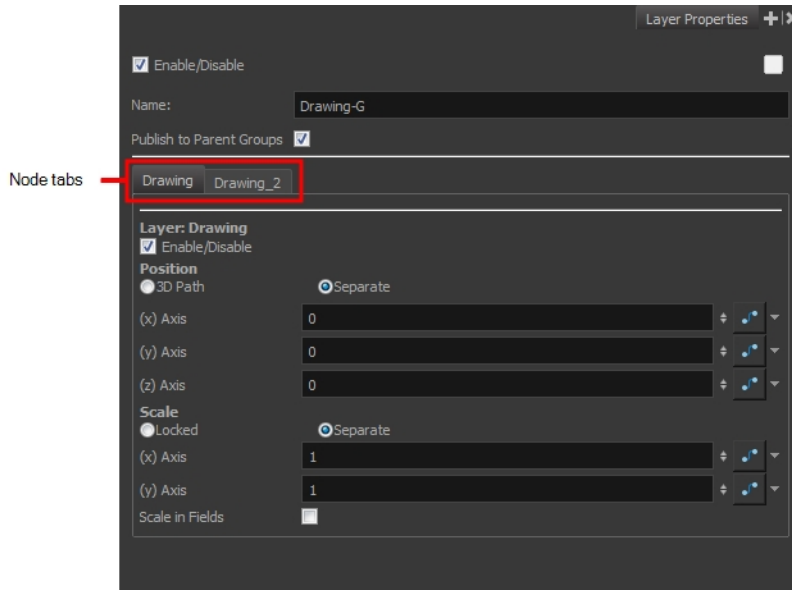 Layer Properties
Enable/Disable
Name: Drawing-G
Publish to Parent Groups
Node tabs
Drawing Drawing_2
Layer: Drawing
Enable/Disable
Position
3D Path Separate
(x) Axis 0
(y) Axis 0
(z) Axis 0
Scale
Locked Separate
(x) Axis 1
(y) Axis 1
Scale in Fields